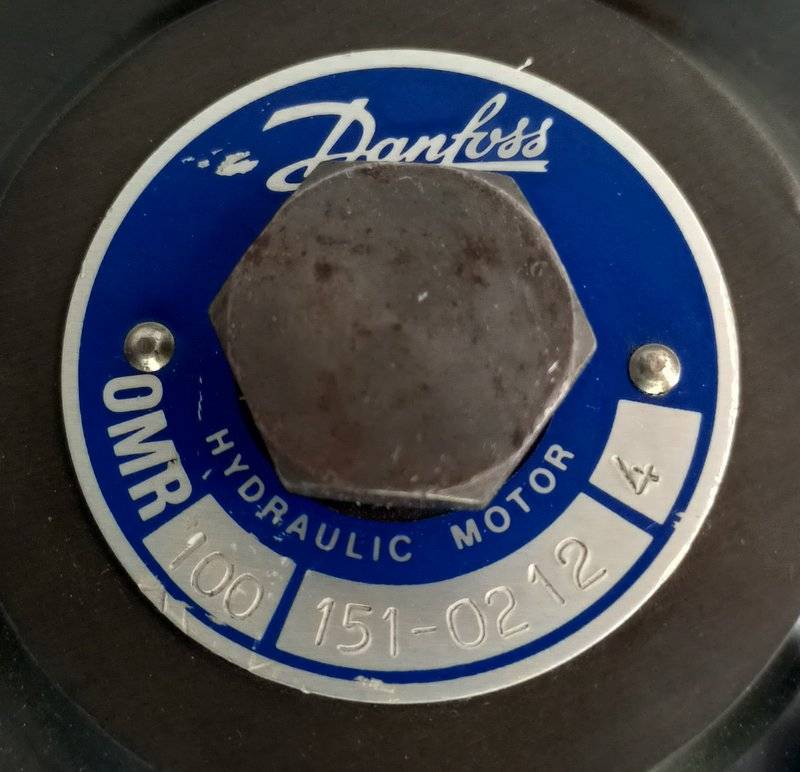 Danfoss
HYDRAULIC MOTOR
OMR 100 151-0212 4